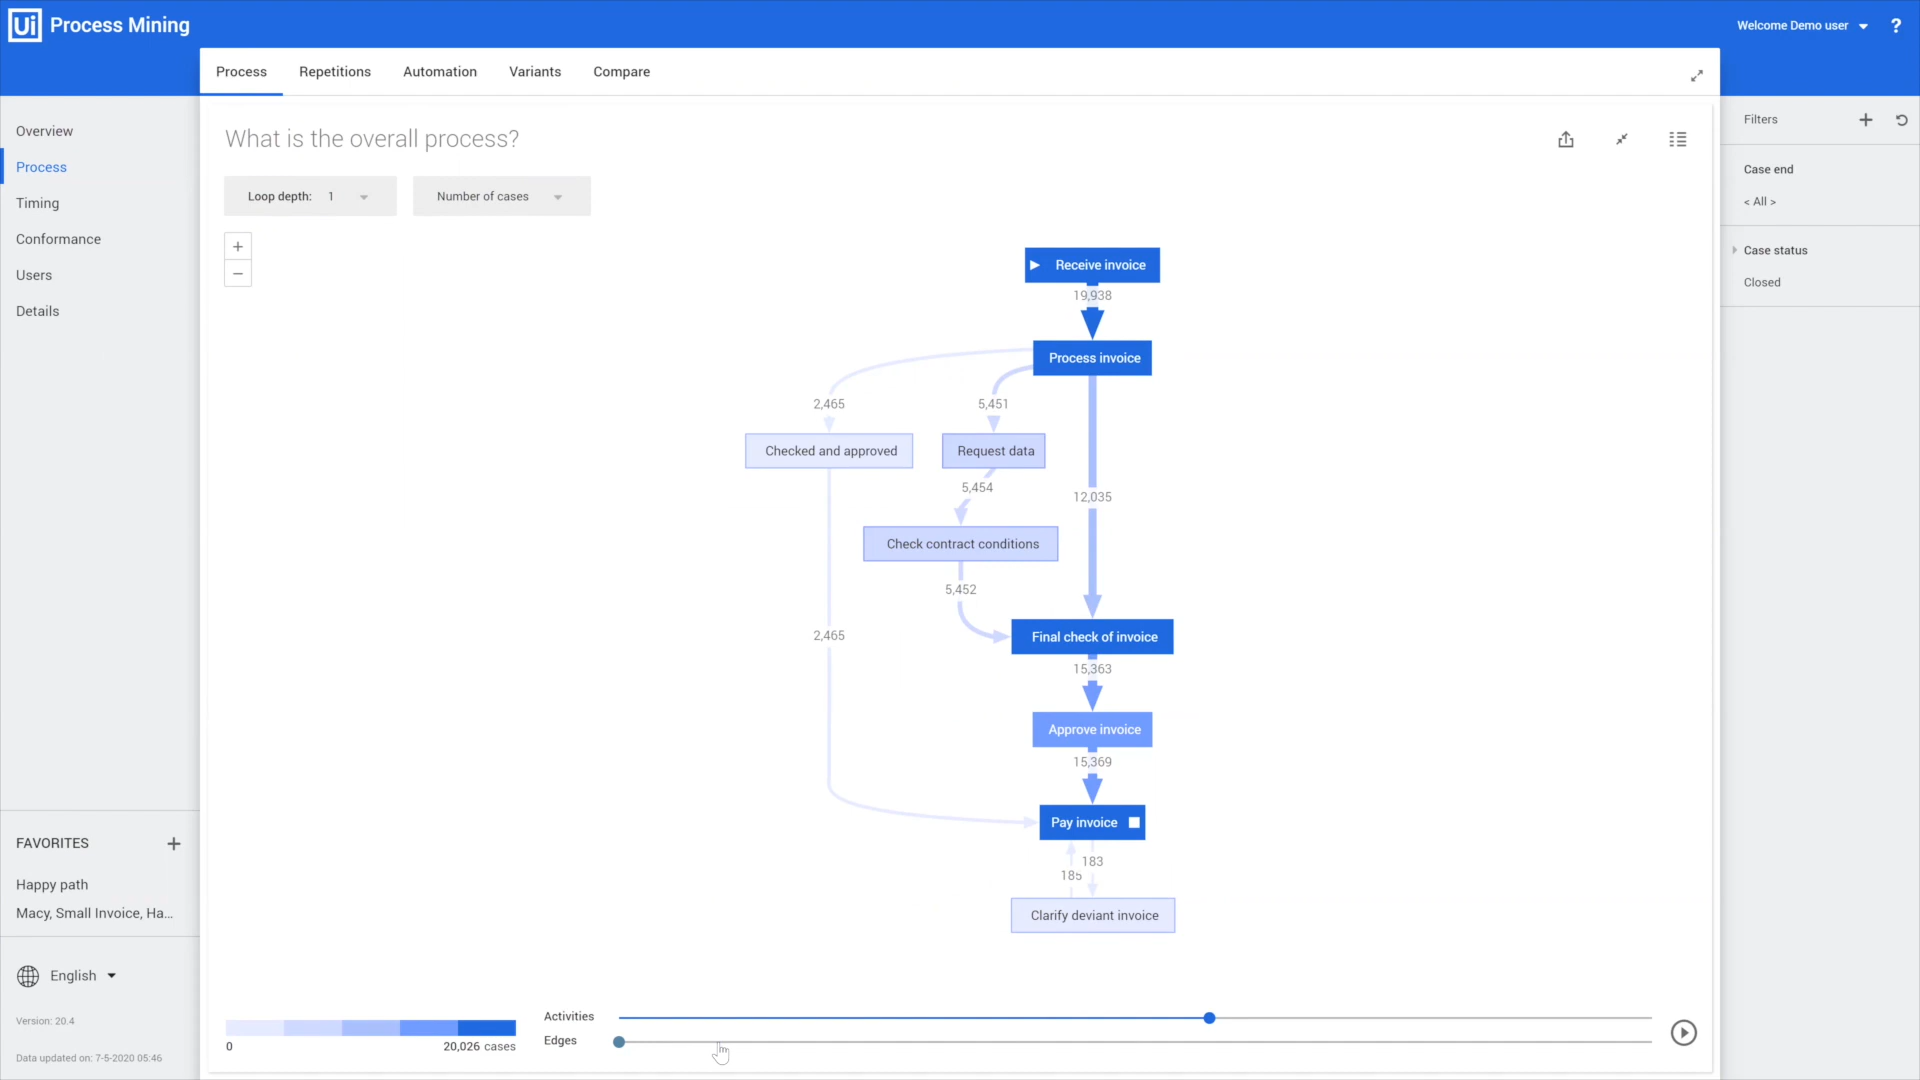 Ui Process Mining
Welcome Demo user
?
Process
Repetitions
Automation
Variants
Compare
Overview
Process
Timing
Conformance
Users
Details
What is the overall process?
Loop depth: 1
Number of cases
+
−
Filters
Case end
< All >
Case status
Closed
Receive invoice
19,938
Process invoice
2,465
5,451
Checked and approved
Request data
5,454
12,035
Check contract conditions
5,452
2,465
Final check of invoice
15,363
Approve invoice
15,369
Pay invoice
183
185
Clarify deviant invoice
FAVORITES
Happy path
Macy, Small Invoice, Ha...
English
Version: 20.4
Data updated on: 7-5-2020 05:46
0
20,026 cases
Activities
Edges